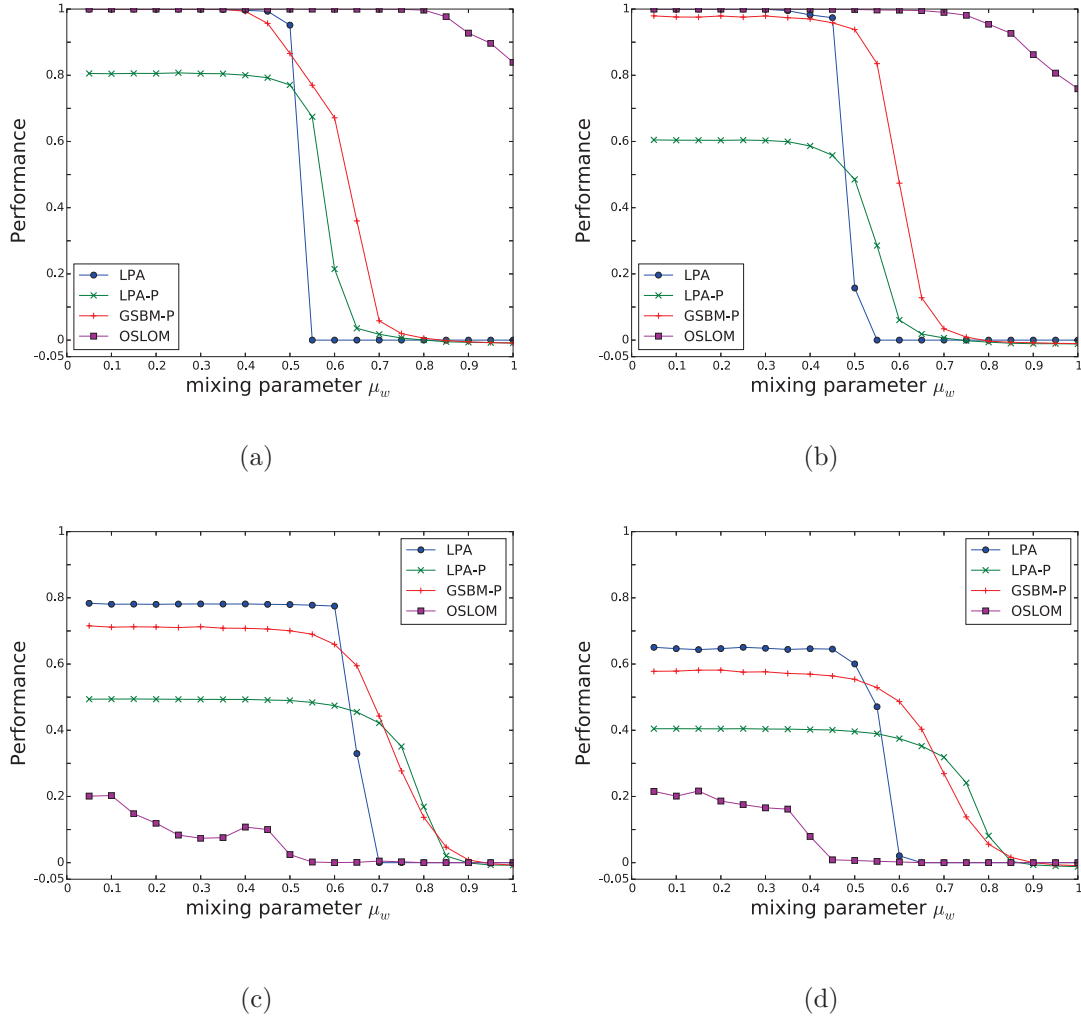 Performance
1
0.8
0.6
0.4
0.2
0
-0.05
LPA
LPA-P
GSBM-P
OSLOM
0 0.1 0.2 0.3 0.4 0.5 0.6 0.7 0.8 0.9 1
mixing parameter μw
(a)
Performance
1
0.8
0.6
0.4
0.2
0
-0.05
LPA
LPA-P
GSBM-P
OSLOM
0 0.1 0.2 0.3 0.4 0.5 0.6 0.7 0.8 0.9 1
mixing parameter μw
(b)
Performance
1
0.8
0.6
0.4
0.2
0
-0.05
LPA
LPA-P
GSBM-P
OSLOM
0 0.1 0.2 0.3 0.4 0.5 0.6 0.7 0.8 0.9 1
mixing parameter μw
(c)
Performance
1
0.8
0.6
0.4
0.2
0
-0.05
LPA
LPA-P
GSBM-P
OSLOM
0 0.1 0.2 0.3 0.4 0.5 0.6 0.7 0.8 0.9 1
mixing parameter μw
(d)